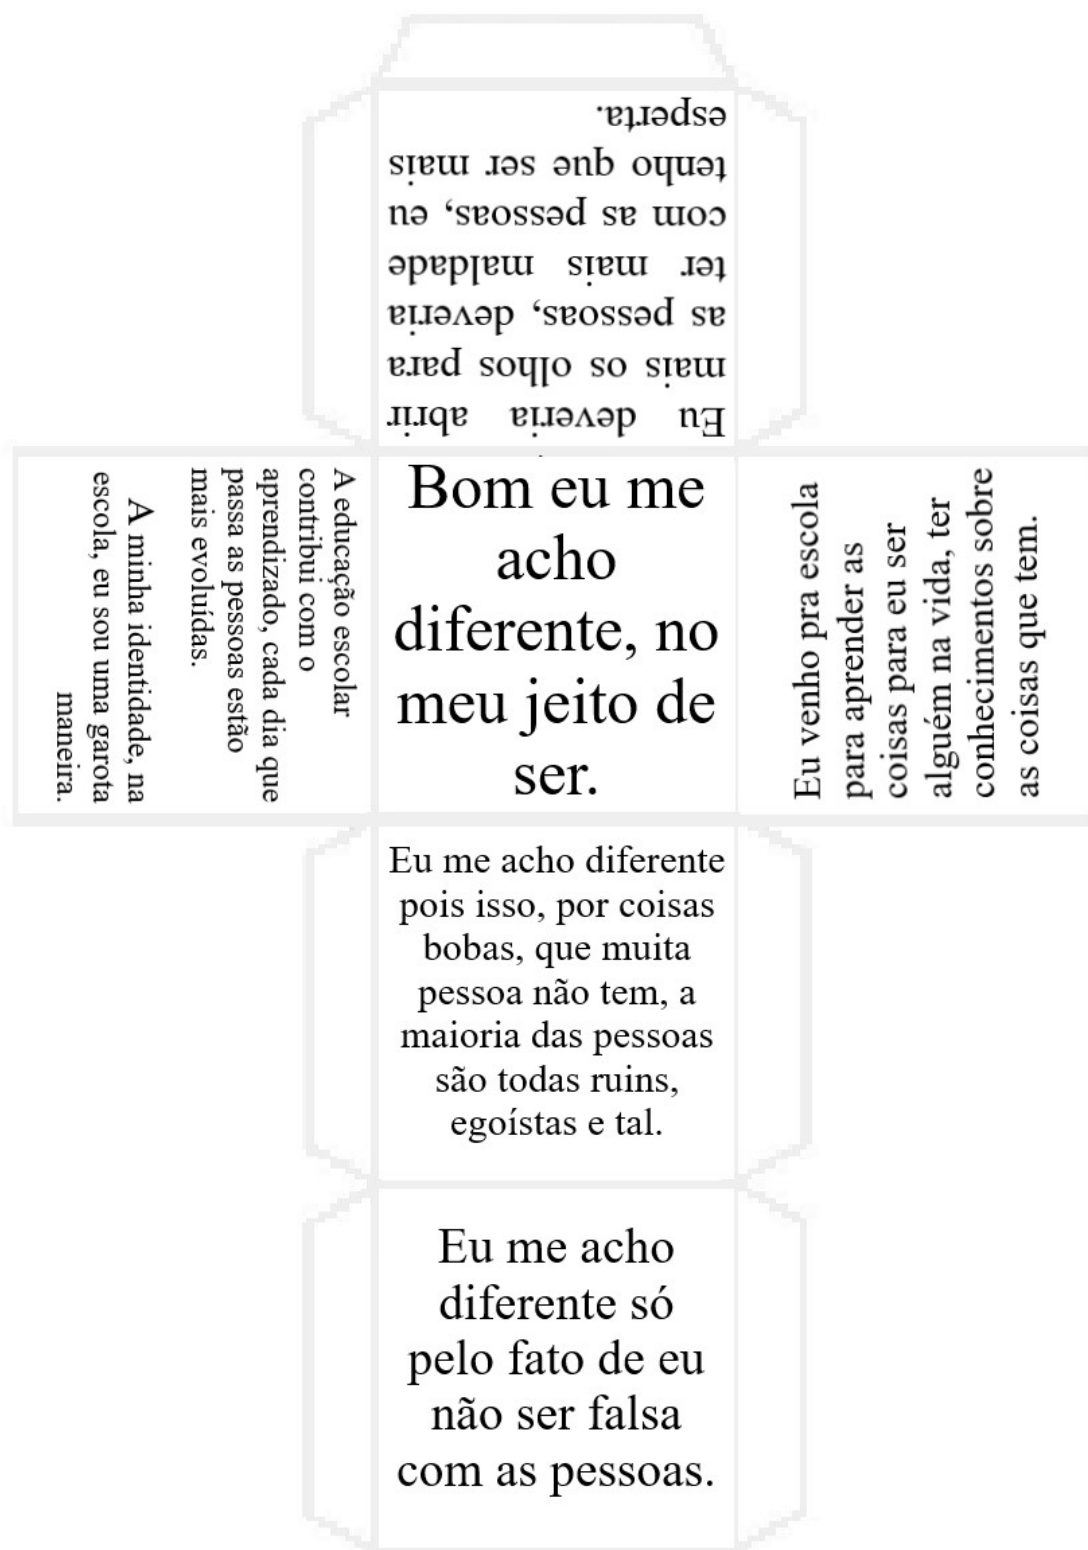 Eu deveria abrir
mais os olhos para
as pessoas, deveria
ter mais maldade
com as pessoas, eu
tenho que ser mais
esperta.
A educação escolar
contribui com o
aprendizado, cada dia que
passa as pessoas estão
mais evoluídas.
A minha identidade, na
escola, eu sou uma garota
maneira.
Bom eu me
acho
diferente, no
meu jeito de
ser.
Eu venho pra escola
para aprender as
coisas para eu ser
alguém na vida, ter
conhecimentos sobre
as coisas que tem.
Eu me acho diferente
pois isso, por coisas
bobas, que muita
pessoa não tem, a
maioria das pessoas
são todas ruins,
egoístas e tal.
Eu me acho
diferente só
pelo fato de eu
não ser falsa
com as pessoas.